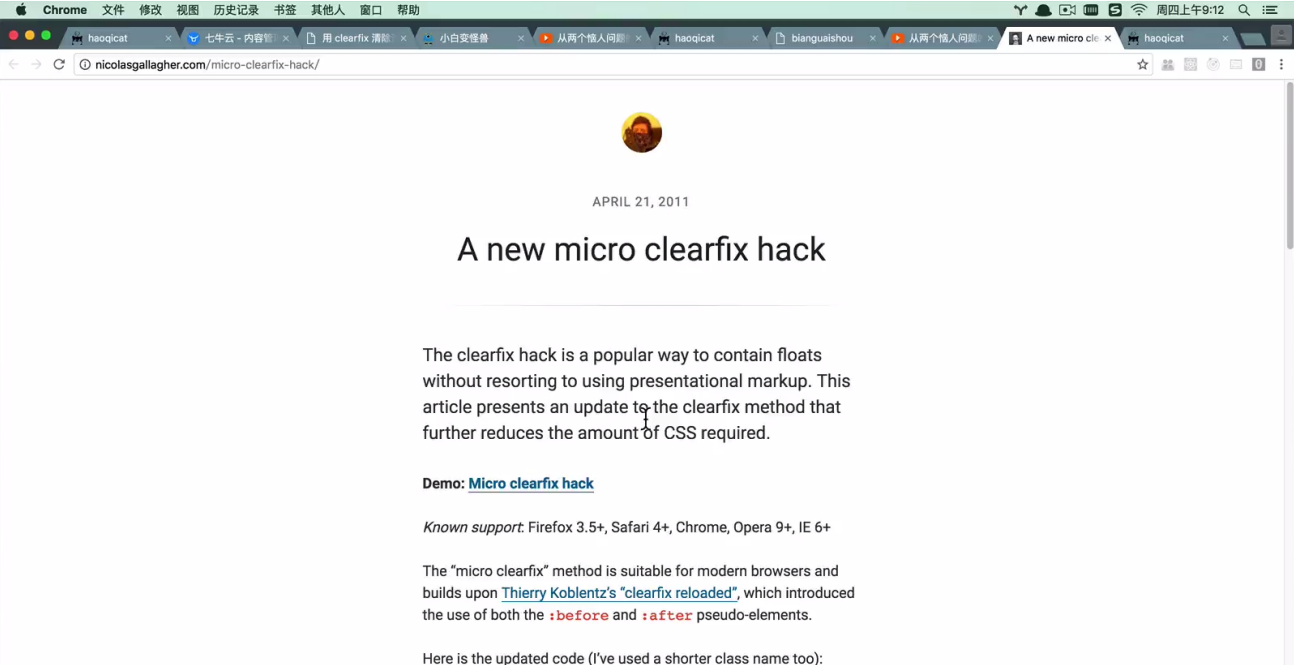 Chrome 文件 修改 视图 历史记录 书签 其他人 窗口 帮助 周四上午9:12
haoqicat 七牛云 - 内容管 用 clearfix 清除 小白变怪兽 从两个恼人问题 haoqicat bianguaishou 从两个恼人问题 A new micro cle haoqicat
nicolasgallagher.com/micro-clearfix-hack/
APRIL 21, 2011
A new micro clearfix hack
The clearfix hack is a popular way to contain floats
without resorting to using presentational markup. This
article presents an update to the clearfix method that
further reduces the amount of CSS required.
Demo: Micro clearfix hack
Known support: Firefox 3.5+, Safari 4+, Chrome, Opera 9+, IE 6+
The “micro clearfix” method is suitable for modern browsers and
builds upon Thierry Koblentz’s “clearfix reloaded”, which introduced
the use of both the :before and :after pseudo-elements.
Here is the updated code (I’ve used a shorter class name too):